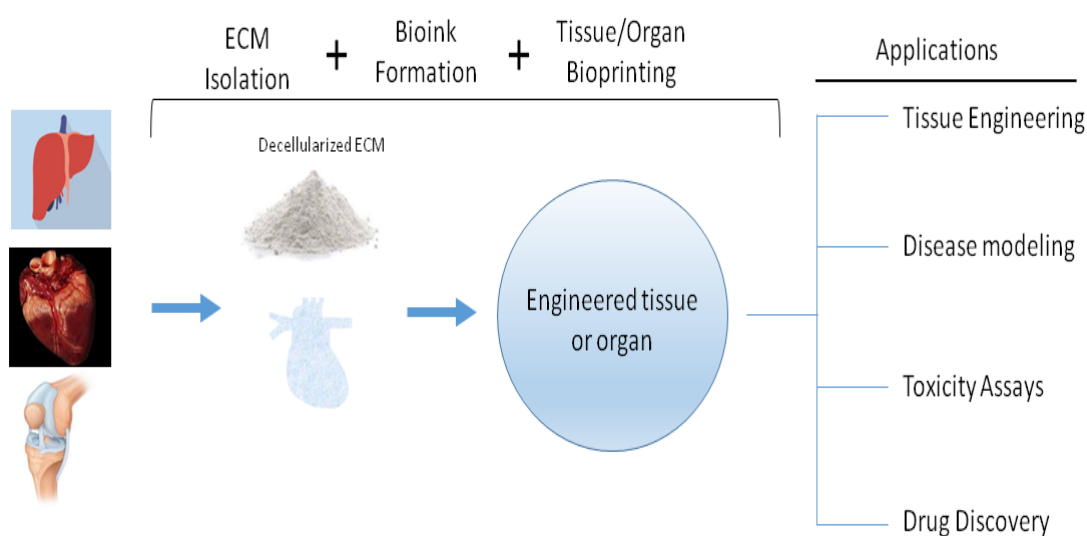 ECM
Isolation
+
Bioink
Formation
+
Tissue/Organ
Bioprinting
Applications
Decellularized ECM
Engineered tissue
or organ
Tissue Engineering
Disease modeling
Toxicity Assays
Drug Discovery